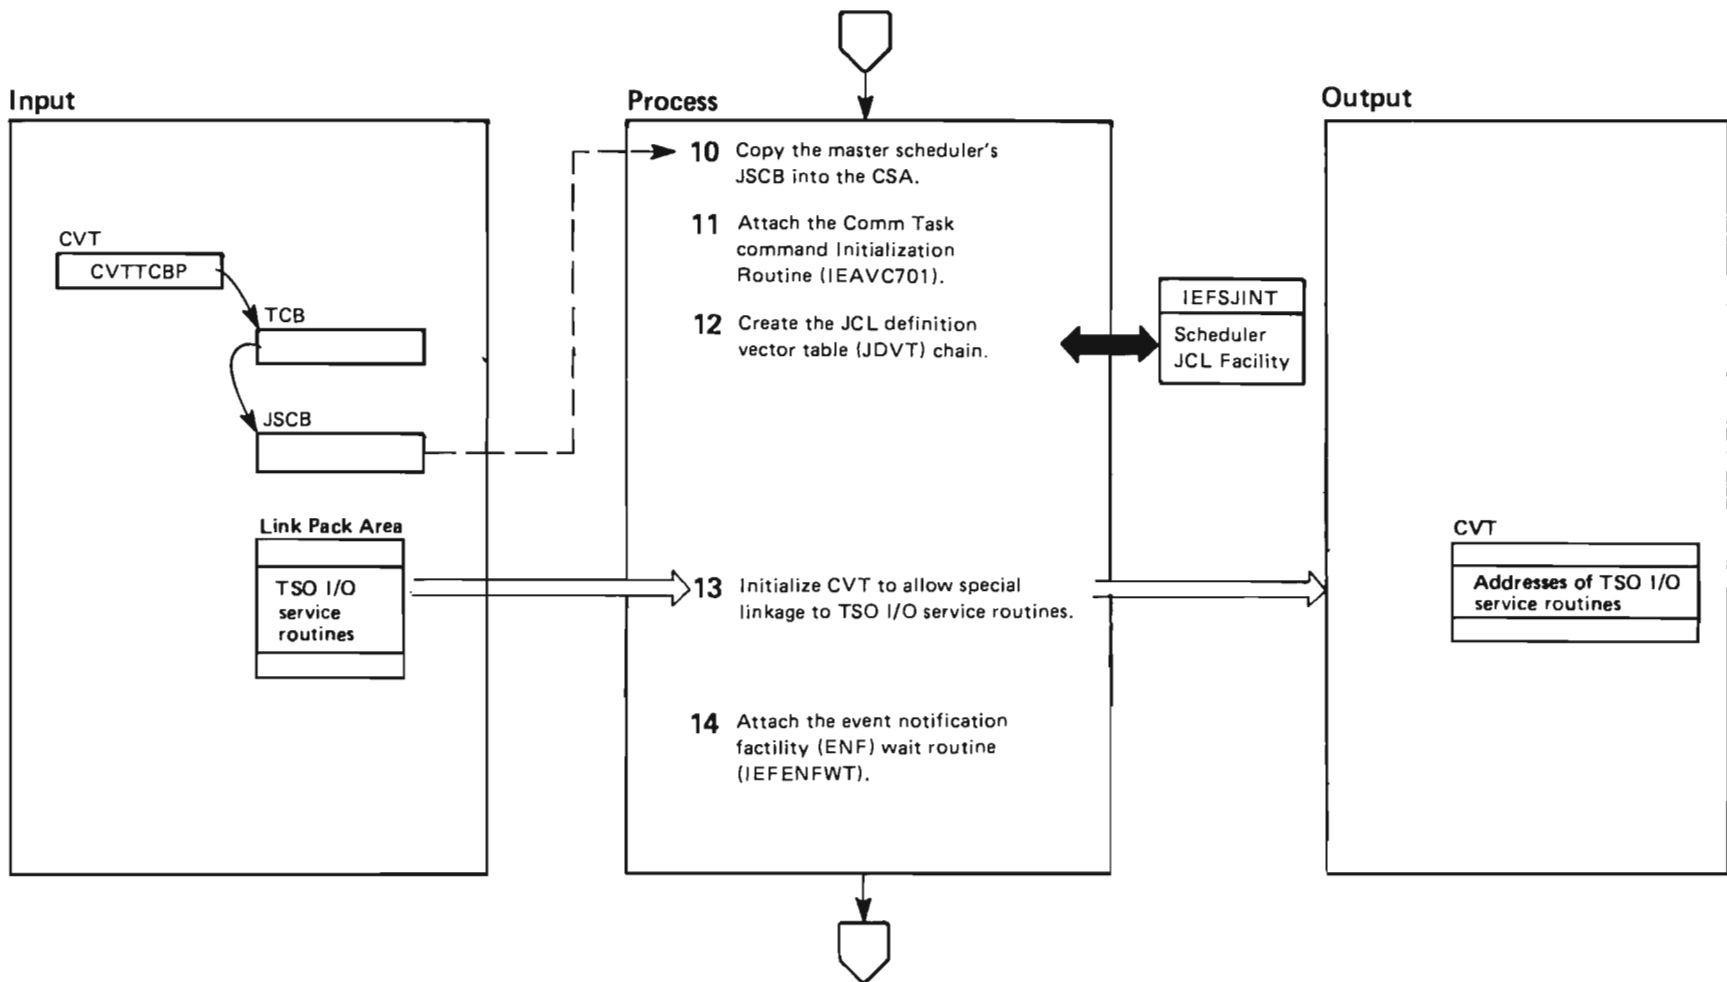 Input
CVT
CVTTCBP
TCB
JSCB
Link Pack Area
TSO I/O
service
routines
Process
10 Copy the master scheduler's
JSCB into the CSA.
11 Attach the Comm Task
command Initialization
Routine (IEAVC701).
12 Create the JCL definition
vector table (JDVT) chain.
IEFSJINT
Scheduler
JCL Facility
13 Initialize CVT to allow special
linkage to TSO I/O service routines.
14 Attach the event notification
factility (ENF) wait routine
(IEFENFWT).
Output
CVT
Addresses of TSO I/O
service routines